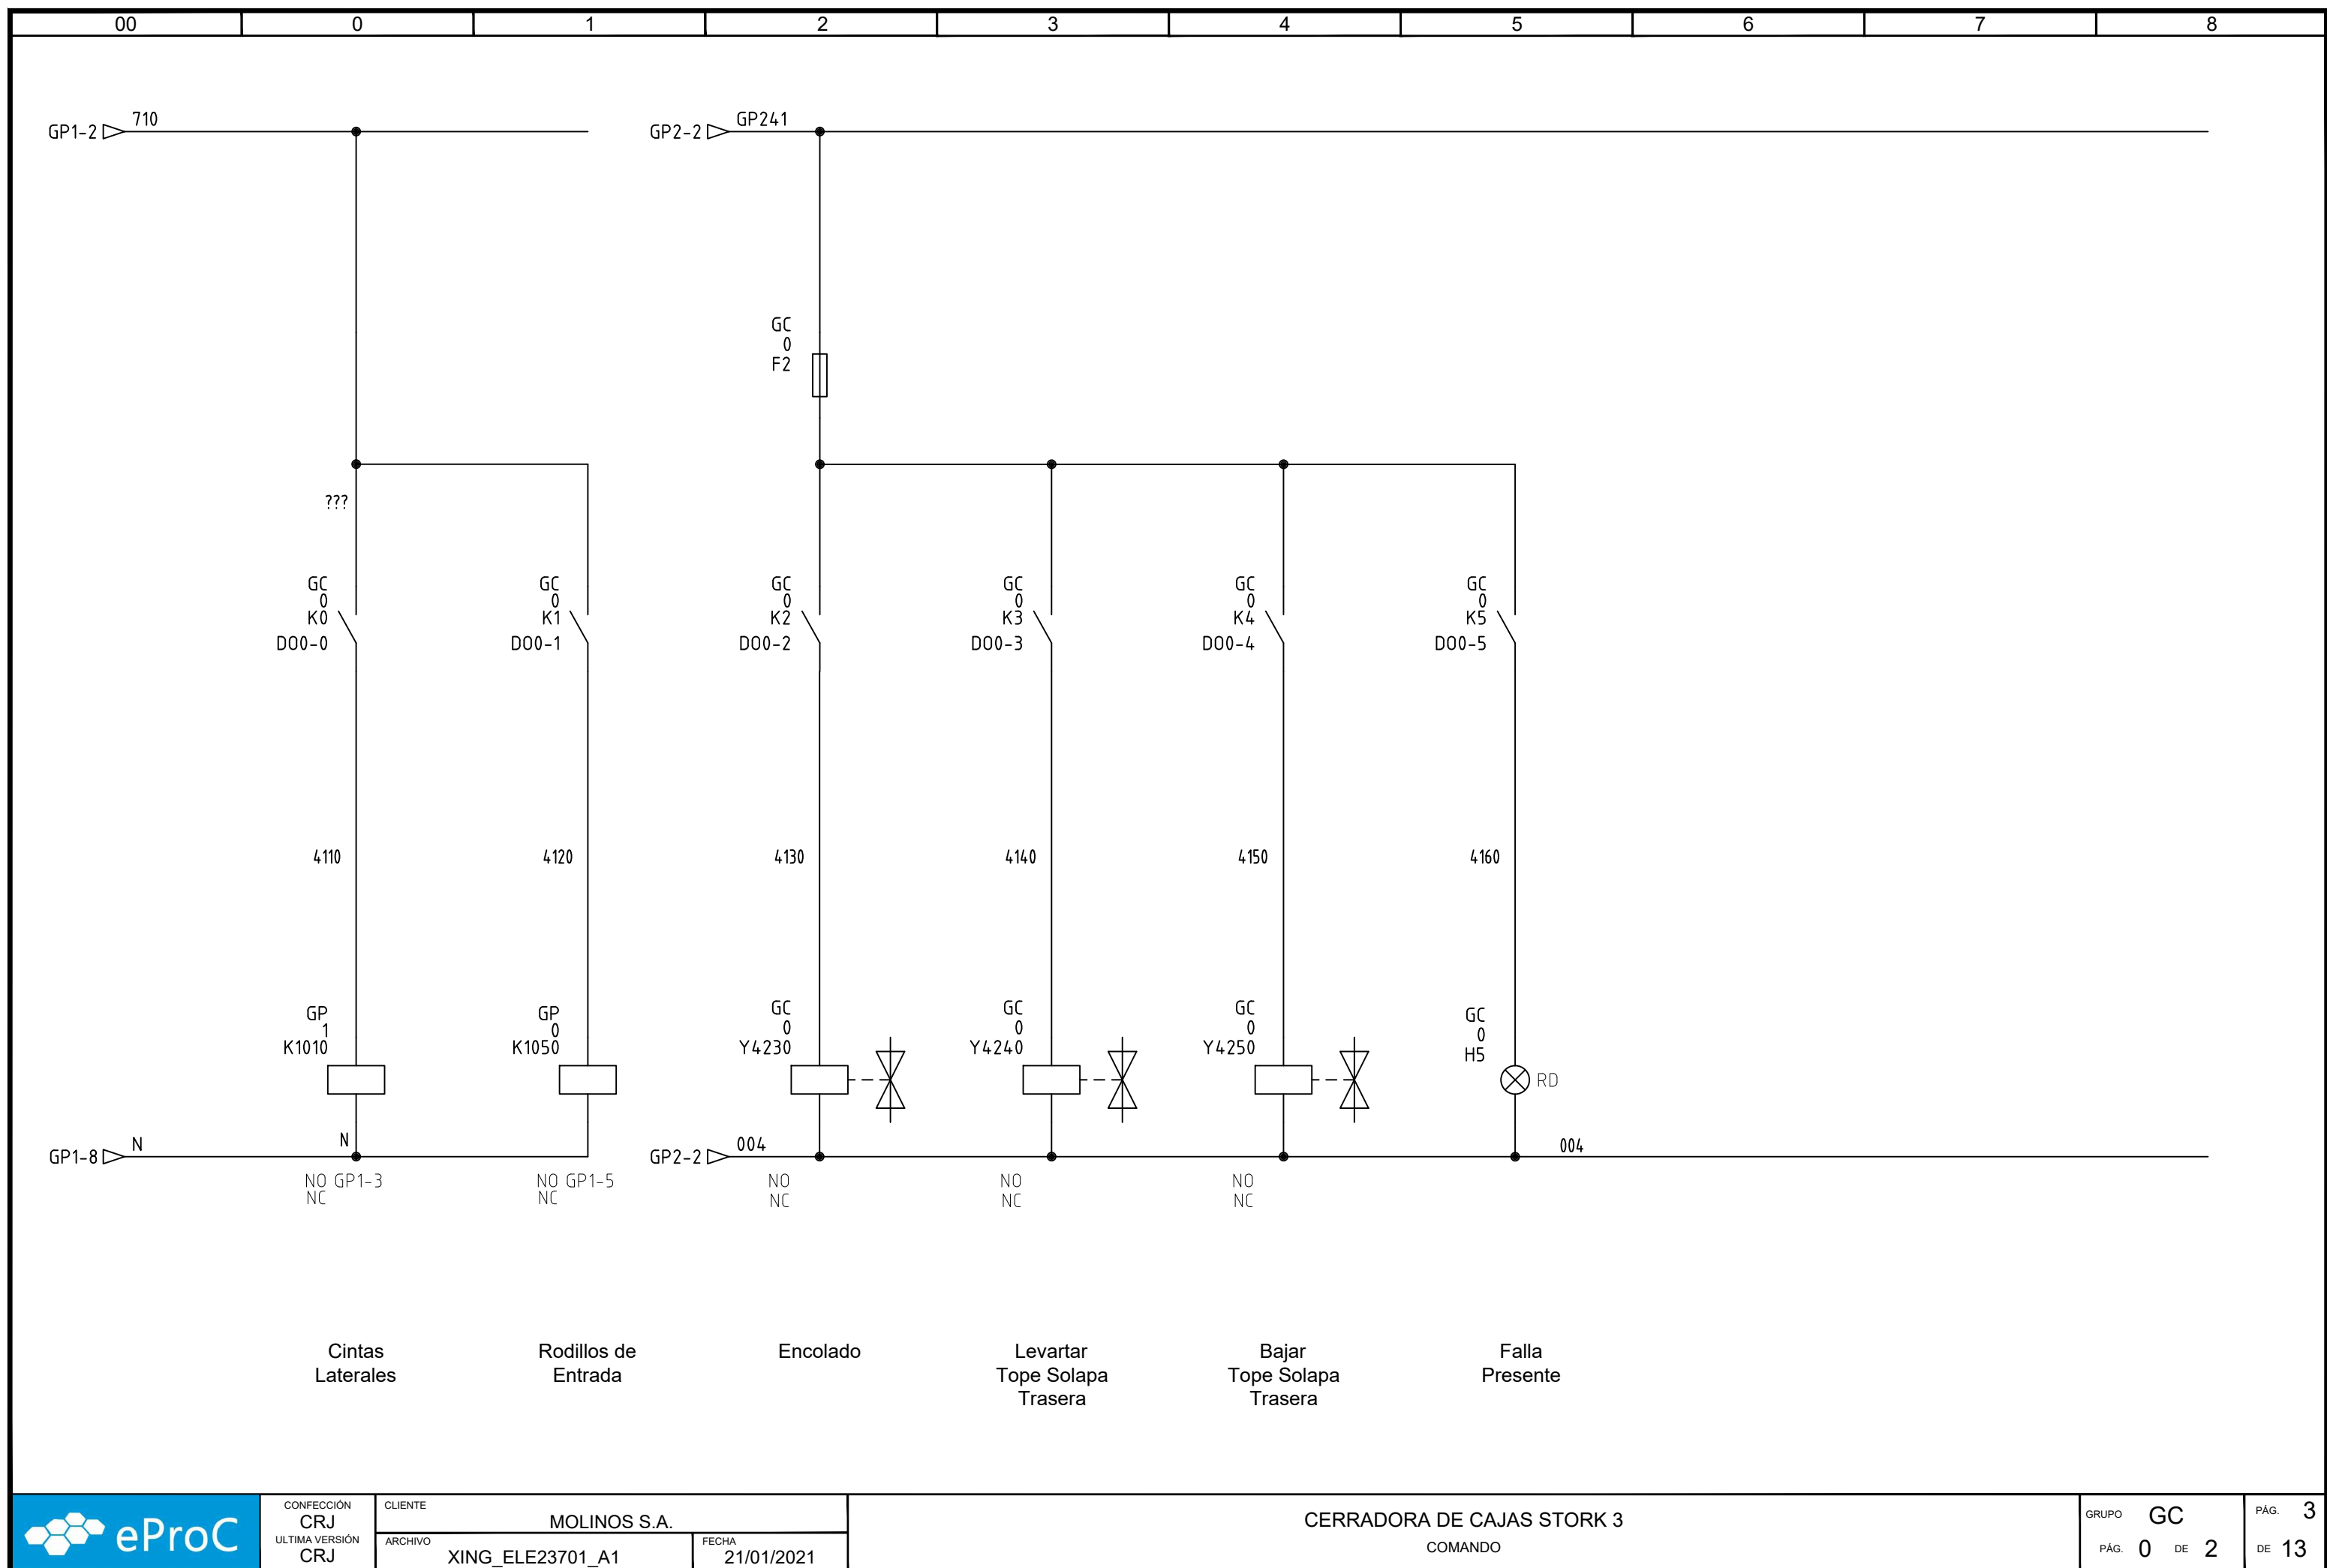 00 0 1 2 3 4 5 6 7 8
GP1-2 710
GP2-2 GP241
GC
0
F2
???
GC
0
K0
DO0-0
GC
0
K1
DO0-1
GC
0
K2
DO0-2
GC
0
K3
DO0-3
GC
0
K4
DO0-4
GC
0
K5
DO0-5
4110 4120 4130 4140 4150 4160
GP
1
K1010
GP
0
K1050
GC
0
Y4230
GC
0
Y4240
GC
0
Y4250
GC
0
H5
RD
GP1-8 N N
GP2-2 004 004
NO GP1-3
NC
NO GP1-5
NC
NO
NC
NO
NC
NO
NC
Cintas
Laterales
Rodillos de
Entrada
Encolado
Levartar
Tope Solapa
Trasera
Bajar
Tope Solapa
Trasera
Falla
Presente
eProC
CONFECCIÓN
CRJ
ULTIMA VERSIÓN
CRJ
CLIENTE
MOLINOS S.A.
ARCHIVO
XING_ELE23701_A1
FECHA
21/01/2021
CERRADORA DE CAJAS STORK 3
COMANDO
GRUPO GC
PÁG. 0 DE 2
PÁG. 3
DE 13